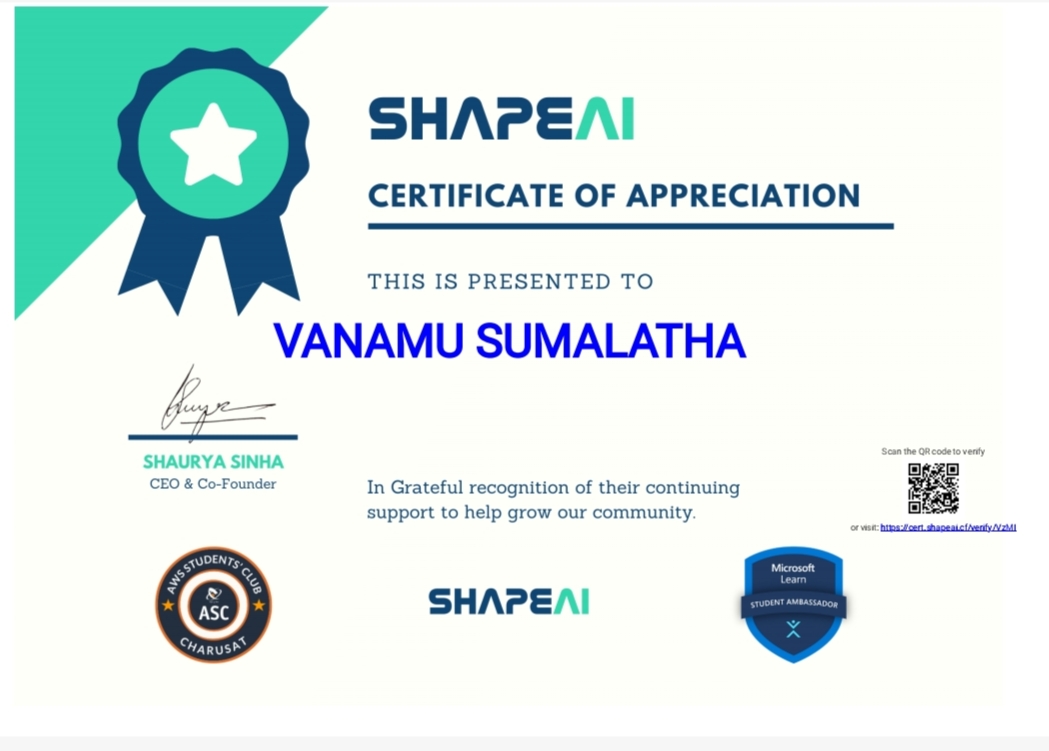 SHAPEAI
CERTIFICATE OF APPRECIATION
THIS IS PRESENTED TO
VANAMU SUMALATHA
SHAURYA SINHA
CEO & Co-Founder
In Grateful recognition of their continuing
support to help grow our community.
Scan the QR code to verify
or visit: https://cert.shapeai.cf/verify/VzMI
AWS STUDENTS' CLUB
ASC
CHARUSAT
SHAPEAI
Microsoft
Learn
STUDENT AMBASSADOR